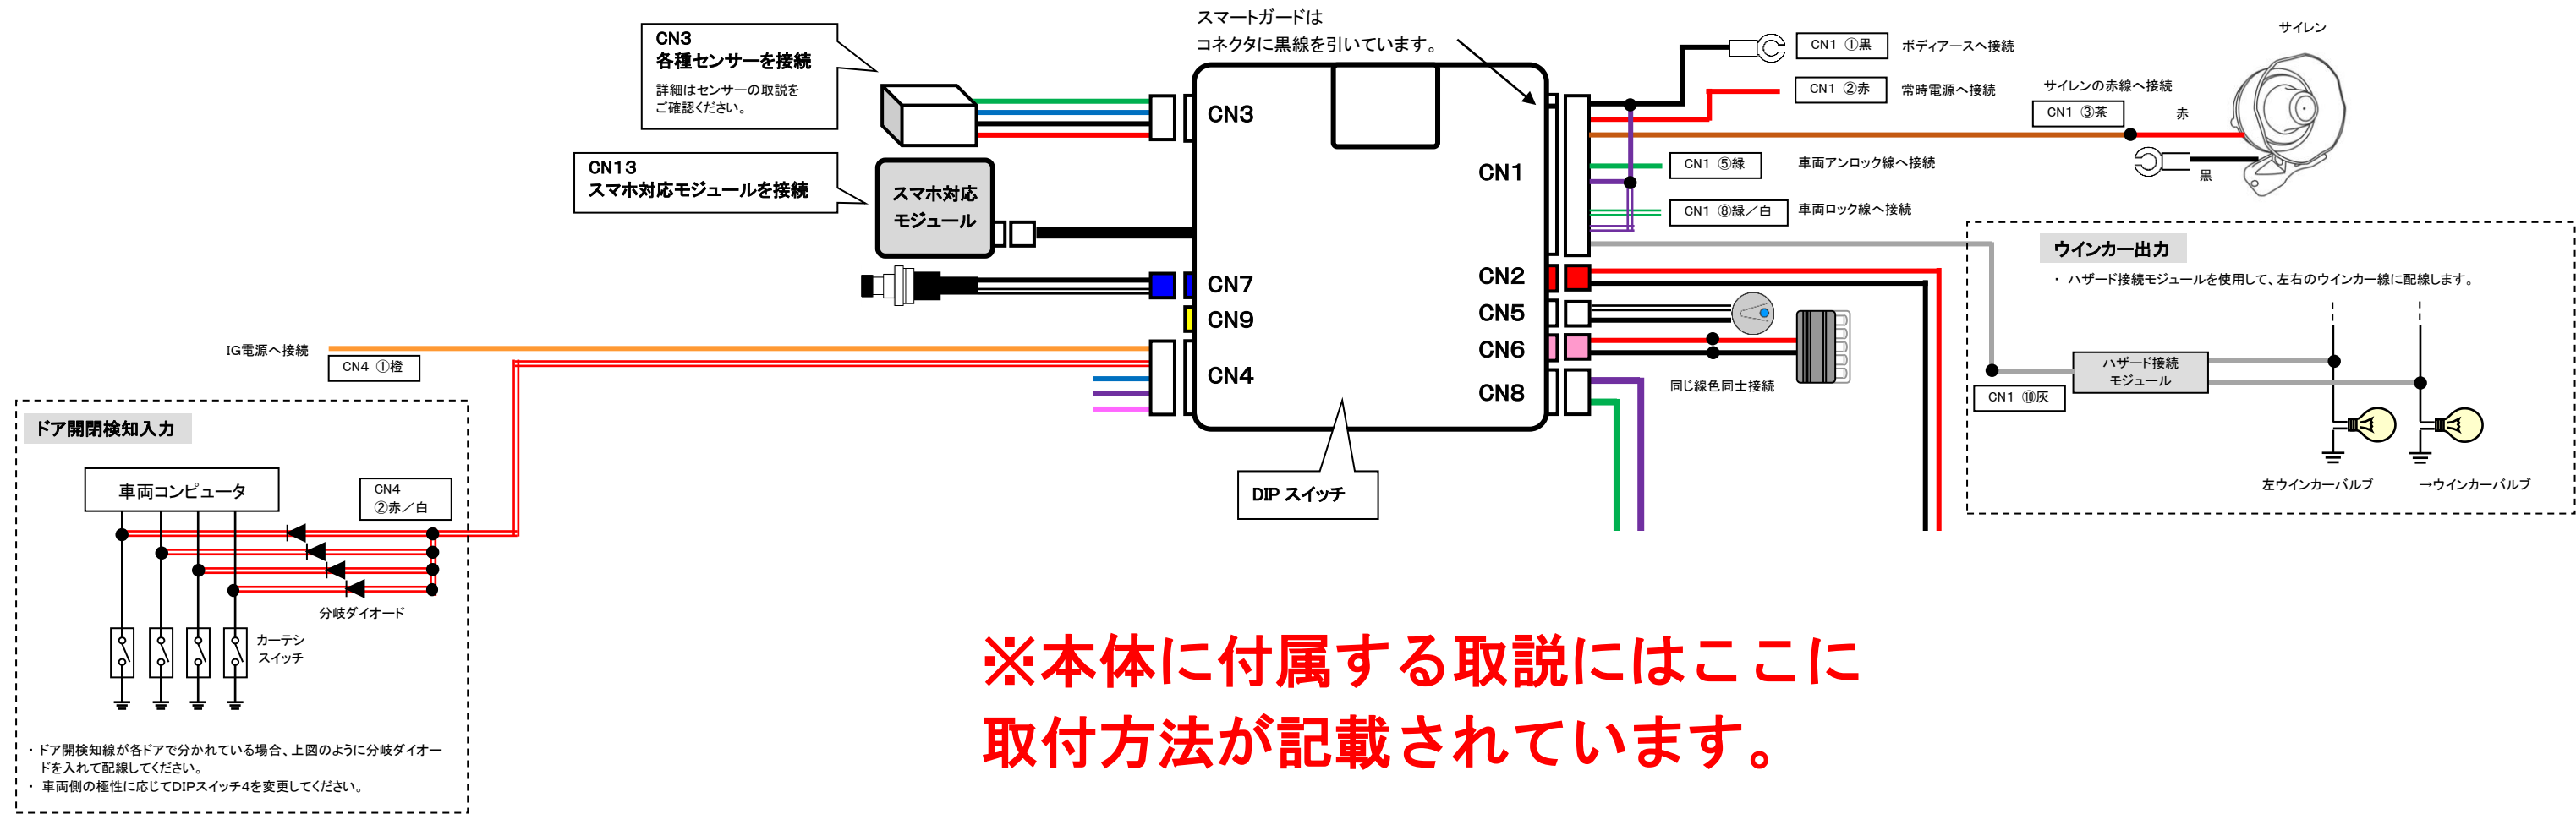 スマートガードは
コネクタに黒線を引いています。
CN3
各種センサーを接続
詳細はセンサーの取説を
ご確認ください。
CN13
スマホ対応モジュールを接続
スマホ対応
モジュール
CN3
CN7
CN9
CN4
CN1
CN2
CN5
CN6
CN8
DIP スイッチ
CN1 ①黒
ボディアースへ接続
CN1 ②赤
常時電源へ接続
サイレン
サイレンの赤線へ接続
CN1 ③茶
赤
黒
CN1 ⑤緑
車両アンロック線へ接続
CN1 ⑧緑／白
車両ロック線へ接続
同じ線色同士接続
ウインカー出力
・ ハザード接続モジュールを使用して、左右のウインカー線に配線します。
ハザード接続
モジュール
CN1 ⑩灰
左ウインカーバルブ
→ウインカーバルブ
IG電源へ接続
CN4 ①橙
ドア開閉検知入力
車両コンピュータ
CN4
②赤／白
分岐ダイオード
カーテシ
スイッチ
・ドア開検知線が各ドアで分かれている場合、上図のように分岐ダイオー
ドを入れて配線してください。
・ 車両側の極性に応じてDIPスイッチ4を変更してください。
※本体に付属する取説にはここに
取付方法が記載されています。